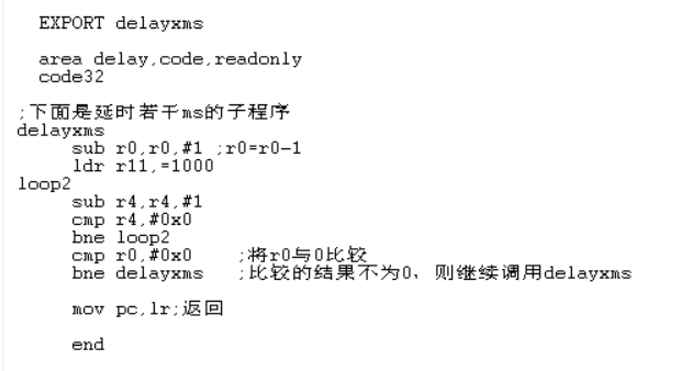 EXPORT delayxms
area delay,code,readonly
code32
;下面是延时若干ms的子程序
delayxms
sub r0,r0,#1 ;r0=r0-1
ldr r11,=1000
loop2
sub r4,r4,#1
cmp r4,#0x0
bne loop2
cmp r0,#0x0 ;将r0与0比较
bne delayxms ;比较的结果不为0，则继续调用delayxms
mov pc,lr;返回
end